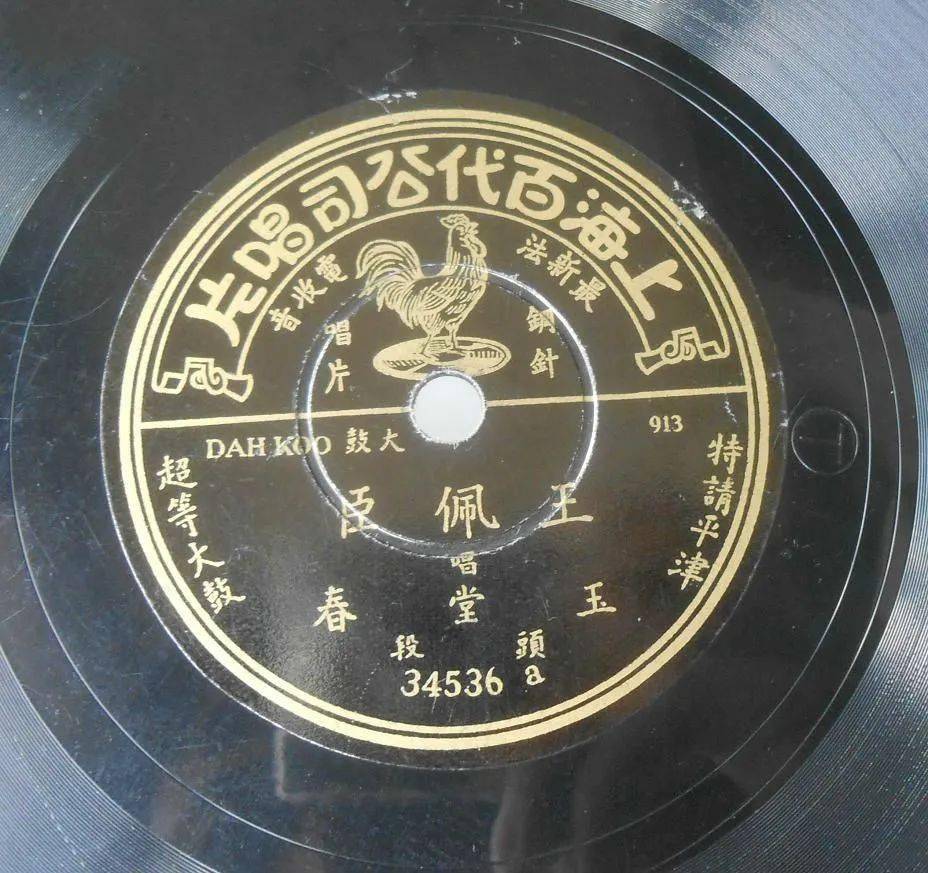 上海百代公司唱片
最新法電收音
鋼針唱片
DAH KOO 大鼓
913
特請平津
超等大鼓
王佩臣
唱
玉堂春
頭段
34536 a